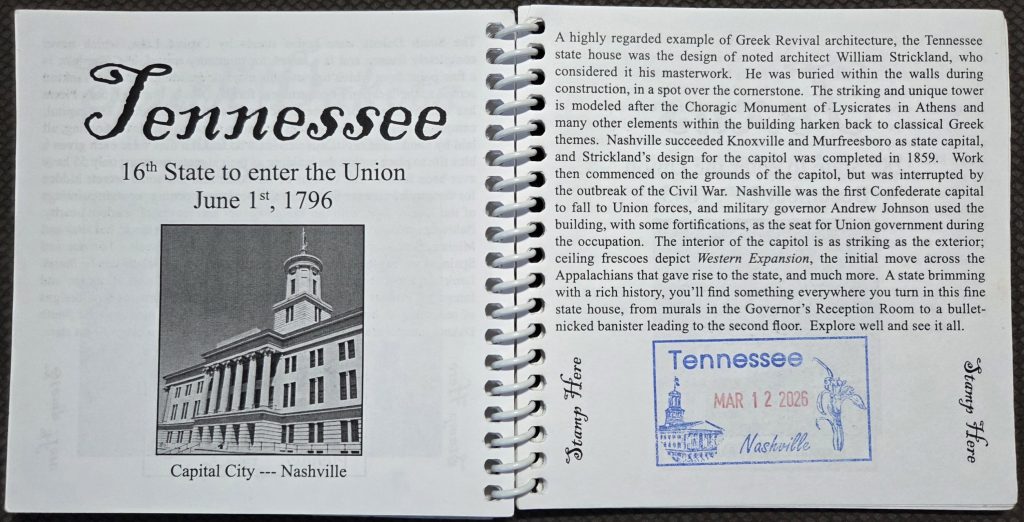 Tennessee
16th State to enter the Union
June 1st, 1796
Capital City --- Nashville
A highly regarded example of Greek Revival architecture, the Tennessee
state house was the design of noted architect William Strickland, who
considered it his masterwork. He was buried within the walls during
construction, in a spot over the cornerstone. The striking and unique tower
is modeled after the Choragic Monument of Lysicrates in Athens and
many other elements within the building harken back to classical Greek
themes. Nashville succeeded Knoxville and Murfreesboro as state capital,
and Strickland's design for the capitol was completed in 1859. Work
then commenced on the grounds of the capitol, but was interrupted by
the outbreak of the Civil War. Nashville was the first Confederate capital
to fall to Union forces, and military governor Andrew Johnson used the
building, with some fortifications, as the seat for Union government during
the occupation. The interior of the capitol is as striking as the exterior;
ceiling frescoes depict Western Expansion, the initial move across the
Appalachians that gave rise to the state, and much more. A state brimming
with a rich history, you'll find something everywhere you turn in this fine
state house, from murals in the Governor's Reception Room to a bullet-
nicked banister leading to the second floor. Explore well and see it all.
Stamp Here
Tennessee
MAR 12 2026
Nashville
Stamp Here